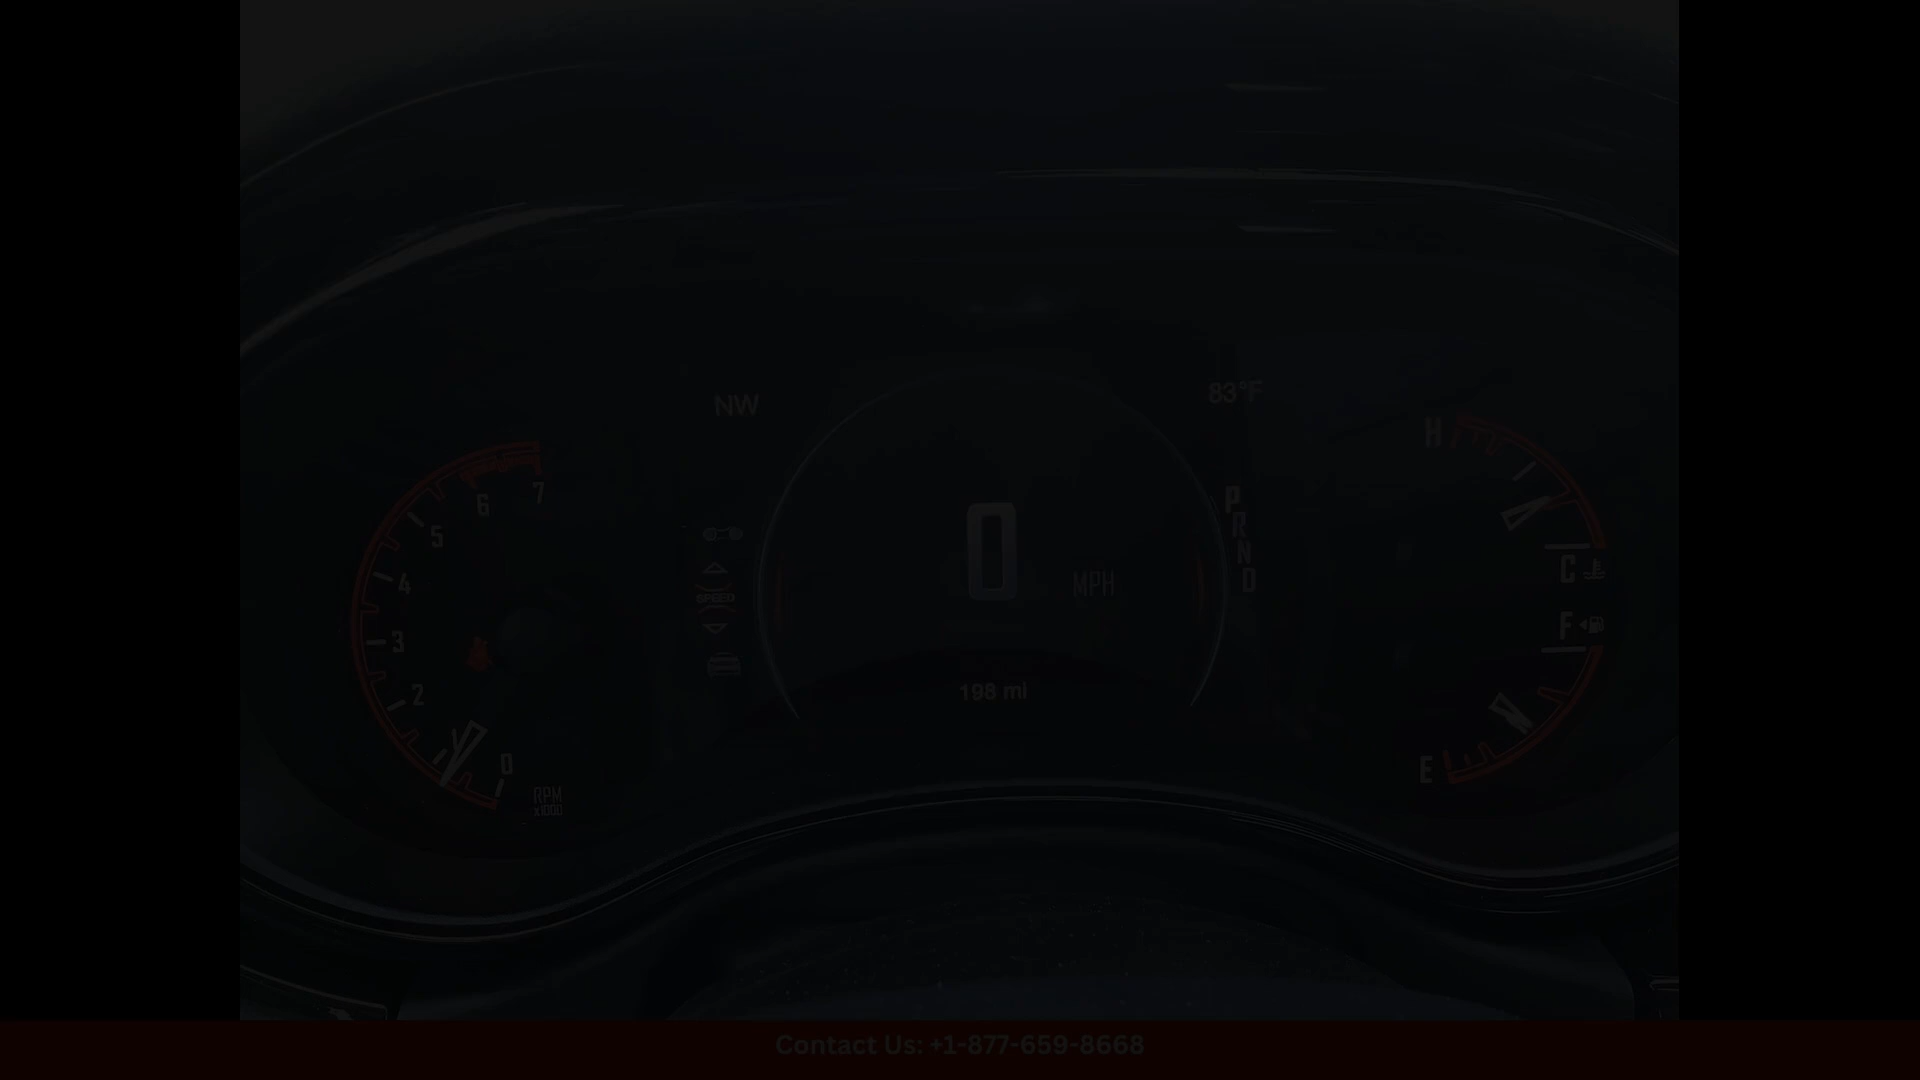 NW
83°F
H
7
6
5
4
3
2
0
RPM
x1000
SPEED
0
MPH
198 mi
P
R
N
D
C
F
E
Contact Us: +1-877-659-8668